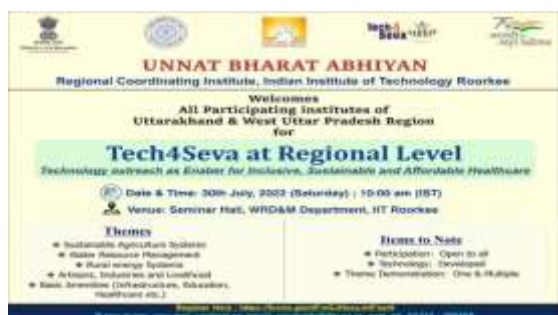 Tech4
Seva
UNNAT BHARAT ABHIYAN
Regional Coordinating Institute, Indian Institute of Technology Roorkee
Welcomes
All Participating Institutes of
Uttarakhand & West Uttar Pradesh Region
for
Tech4Seva at Regional Level
Technology outreach as Enabler for Inclusive, Sustainable and Affordable Healthcare
Date & Time: 30th July, 2022 (Saturday) ; 10:00 am (IST)
Venue: Seminar Hall, WRD&M Department, IIT Roorkee
Themes
Sustainable Agriculture Systems
Water Resource Management
Rural energy Systems
Artisans, Industries and Livelihood
Basic Amenities (Infrastructure, Education,
Healthcare etc.)
Items to Note
Participation: Open to all
Technology: Developed
Theme Demonstration: One & Multiple
Register Here :